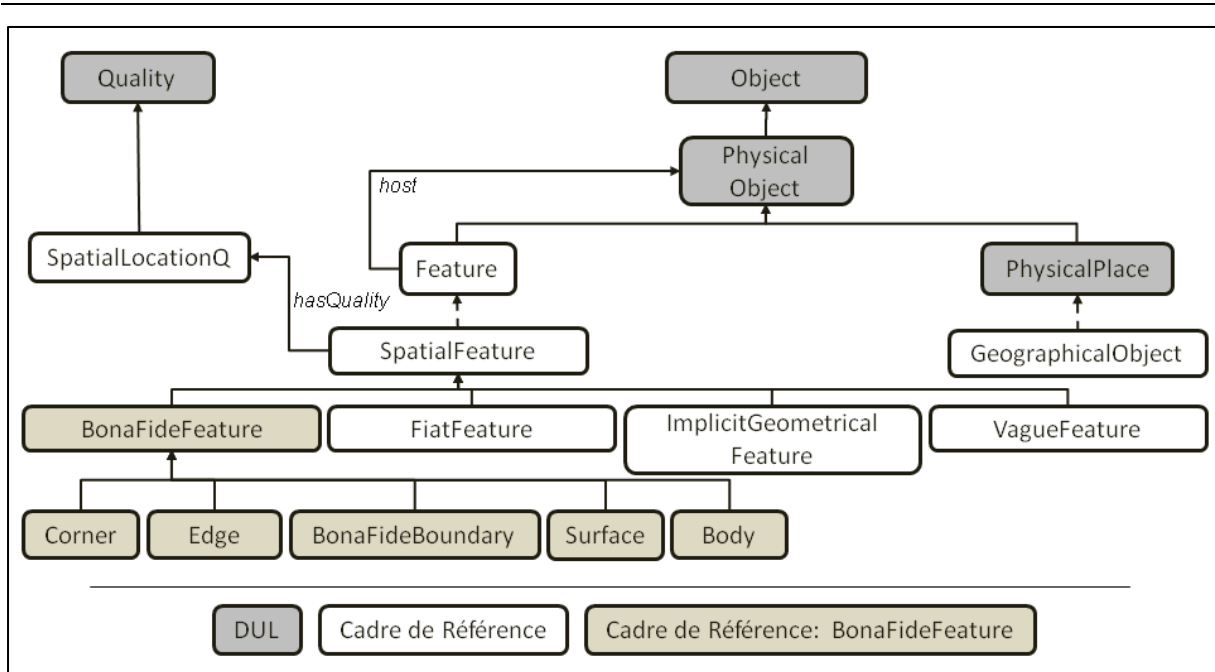 Quality
Object
Physical
Object
host
SpatialLocationQ
Feature
PhysicalPlace
hasQuality
SpatialFeature
GeographicalObject
BonaFideFeature
FiatFeature
ImplicitGeometrical
Feature
VagueFeature
Corner
Edge
BonaFideBoundary
Surface
Body
DUL
Cadre de Référence
Cadre de Référence: BonaFideFeature